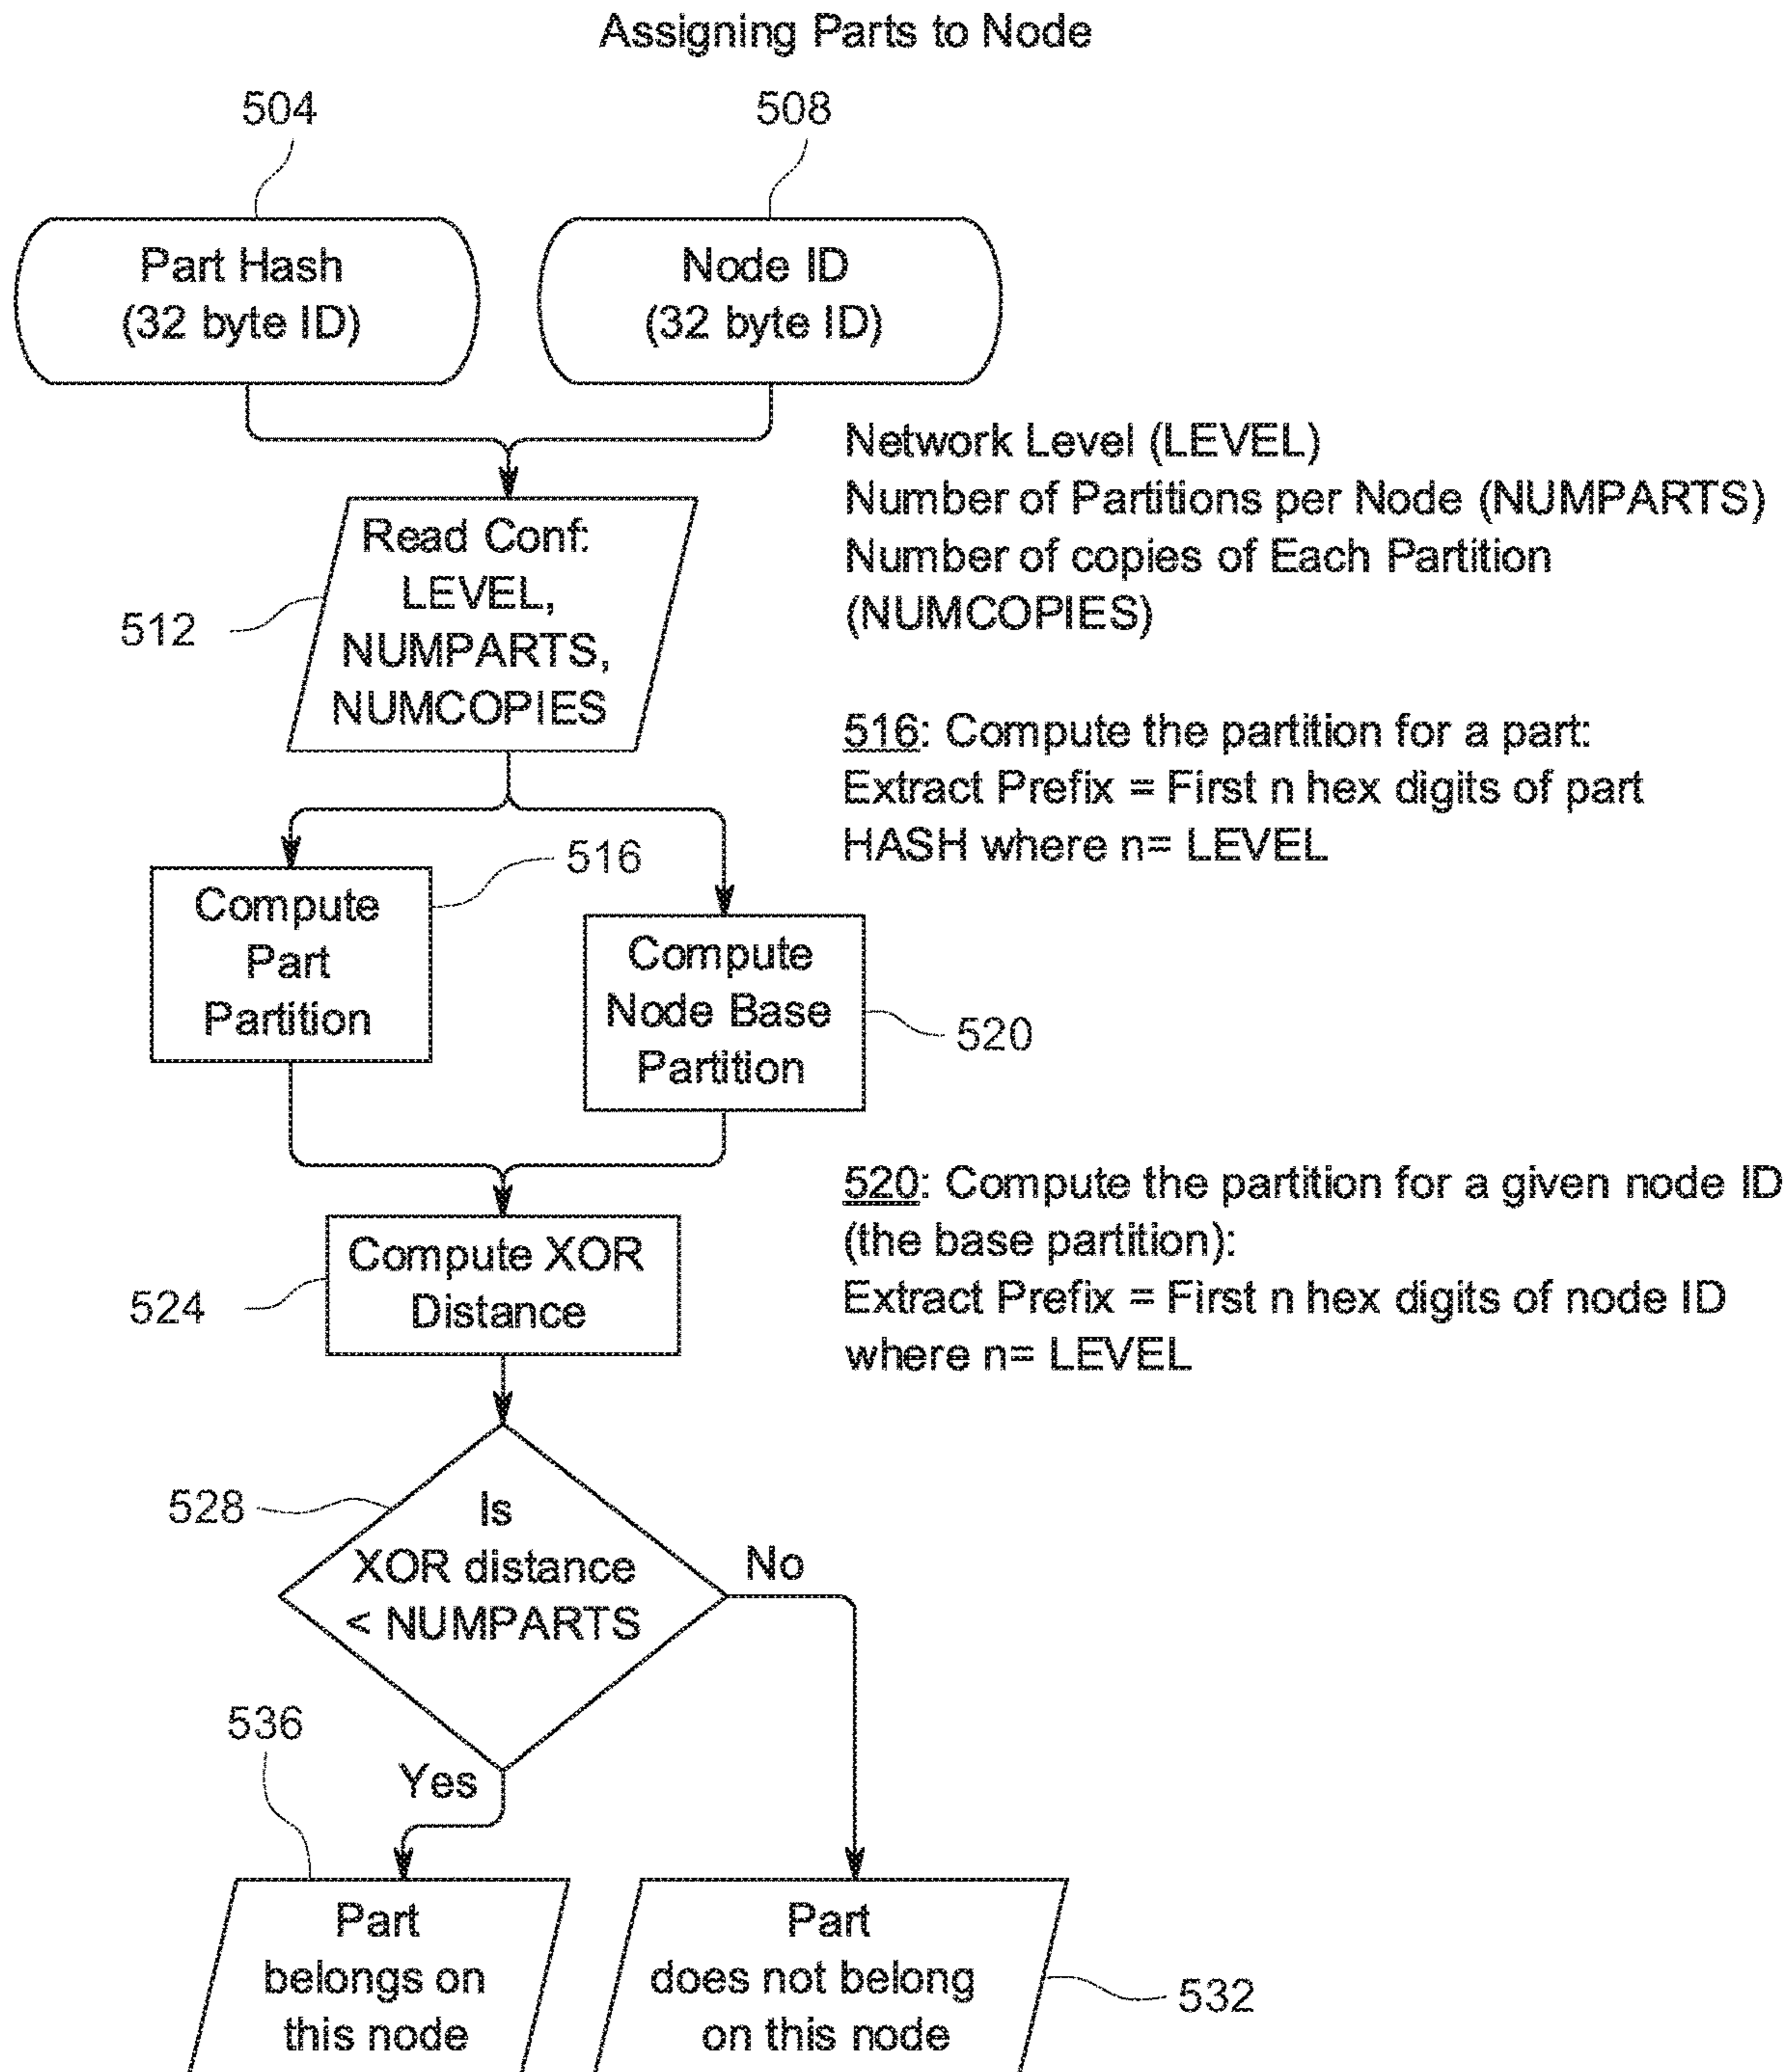 Assigning Parts to Node
504
508
Part Hash
(32 byte ID)
Node ID
(32 byte ID)
Network Level (LEVEL)
Number of Partitions per Node (NUMPARTS)
Number of copies of Each Partition
(NUMCOPIES)
Read Conf:
LEVEL,
NUMPARTS,
NUMCOPIES
512
516: Compute the partition for a part:
Extract Prefix = First n hex digits of part
HASH where n= LEVEL
516
Compute
Part
Partition
Compute
Node Base
Partition
520
520: Compute the partition for a given node ID
(the base partition):
Extract Prefix = First n hex digits of node ID
where n= LEVEL
Compute XOR
Distance
524
528
Is
XOR distance
< NUMPARTS
No
Yes
536
Part
belongs on
this node
Part
does not belong
on this node
532